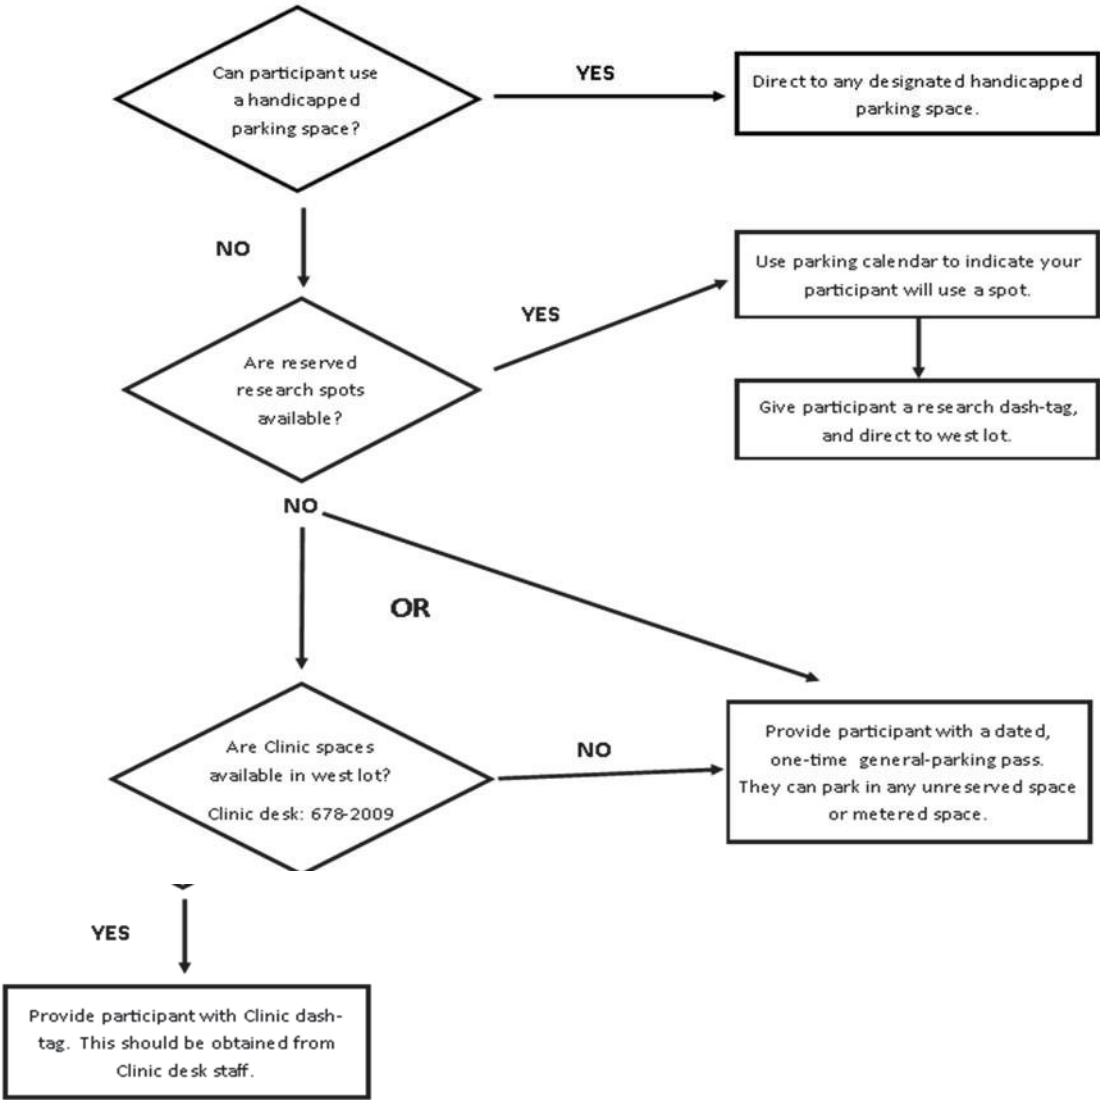 Can participant use
a handicapped
parking space?
YES
Direct to any designated handicapped
parking space.
NO
Are reserved
research spots
available?
YES
Use parking calendar to indicate your
participant will use a spot.
Give participant a research dash-tag,
and direct to west lot.
NO
OR
Are Clinic spaces
available in west lot?
Clinic desk: 678-2009
NO
Provide participant with a dated,
one-time general-parking pass.
They can park in any unreserved space
or metered space.
YES
Provide participant with Clinic dash-
tag. This should be obtained from
Clinic desk staff.